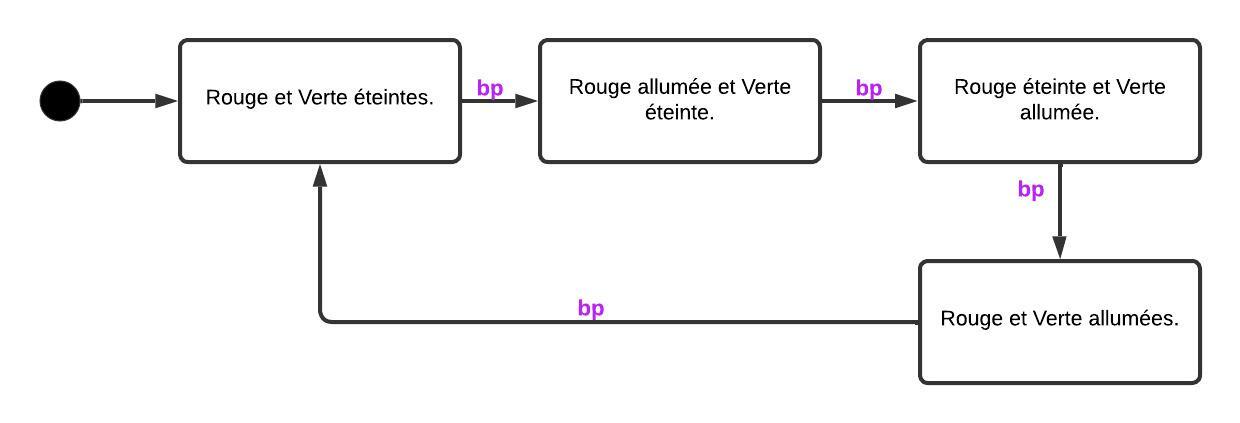 Rouge et Verte éteintes.
bp
Rouge allumée et Verte
éteinte.
bp
Rouge éteinte et Verte
allumée.
bp
Rouge et Verte allumées.
bp